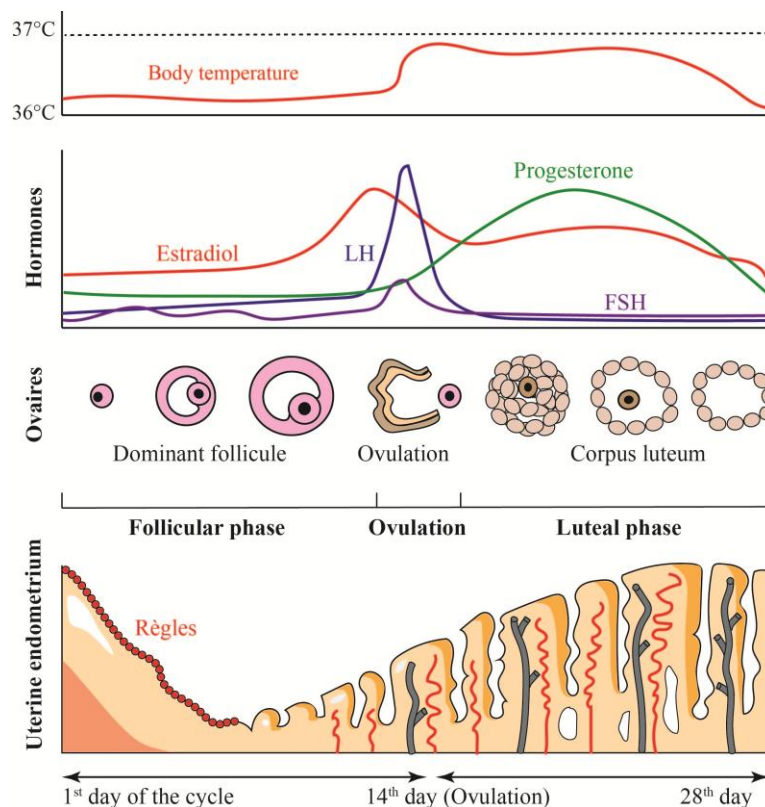 37°C
Body temperature
36°C
Hormones
Progesterone
Estradiol
LH
FSH
Ovaires
Dominant follicule
Ovulation
Corpus luteum
Follicular phase
Ovulation
Luteal phase
Uterine endometrium
Règles
1st day of the cycle
14th day (Ovulation)
28th day